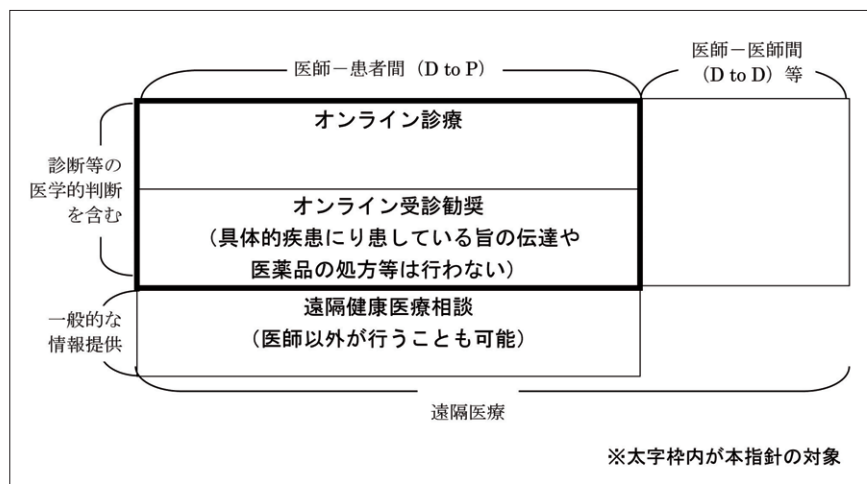 医師－患者間（D to P）
医師－医師間
（D to D）等
診断等の
医学的判断
を含む
オンライン診療
オンライン受診勧奨
（具体的疾患にり患している旨の伝達や
医薬品の処方等は行わない）
一般的な
情報提供
遠隔健康医療相談
（医師以外が行うことも可能）
遠隔医療
※太字枠内が本指針の対象